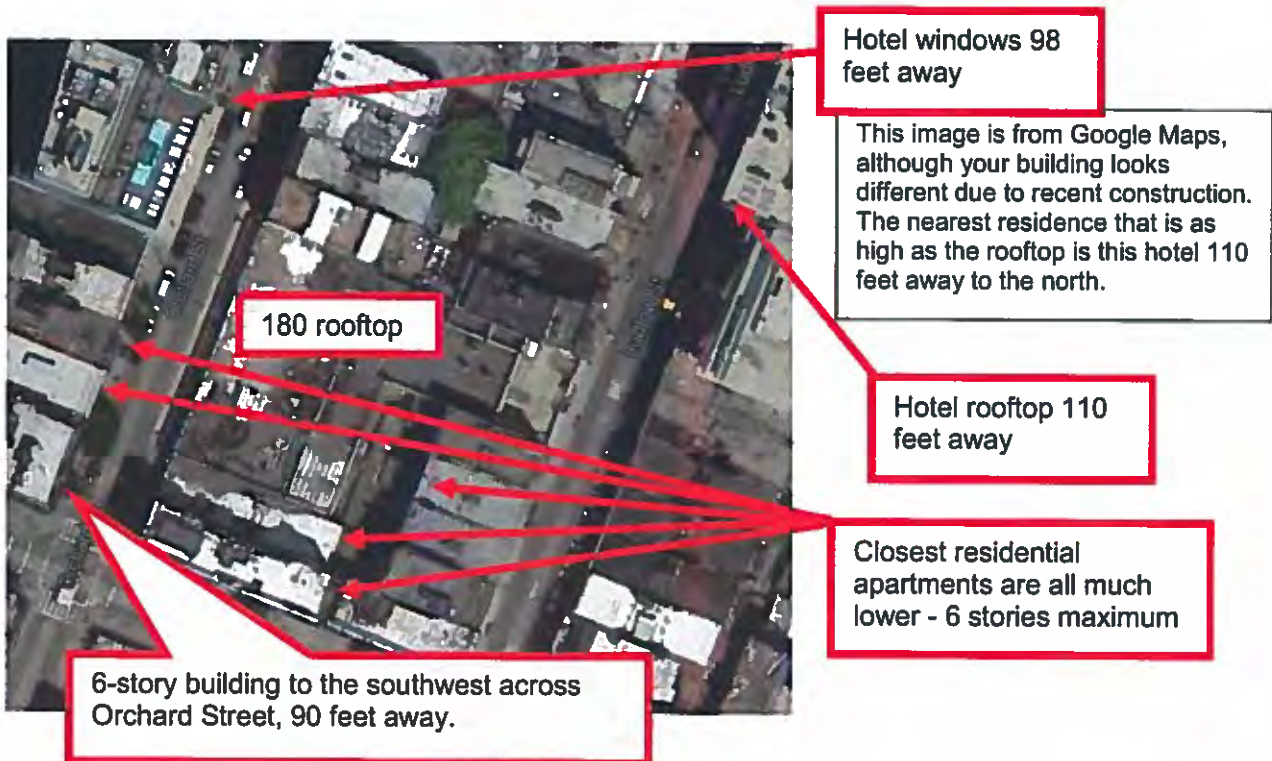 Hotel windows 98
feet away
This image is from Google Maps,
although your building looks
different due to recent construction.
The nearest residence that is as
high as the rooftop is this hotel 110
feet away to the north.
180 rooftop
Hotel rooftop 110
feet away
Closest residential
apartments are all much
lower - 6 stories maximum
6-story building to the southwest across
Orchard Street, 90 feet away.